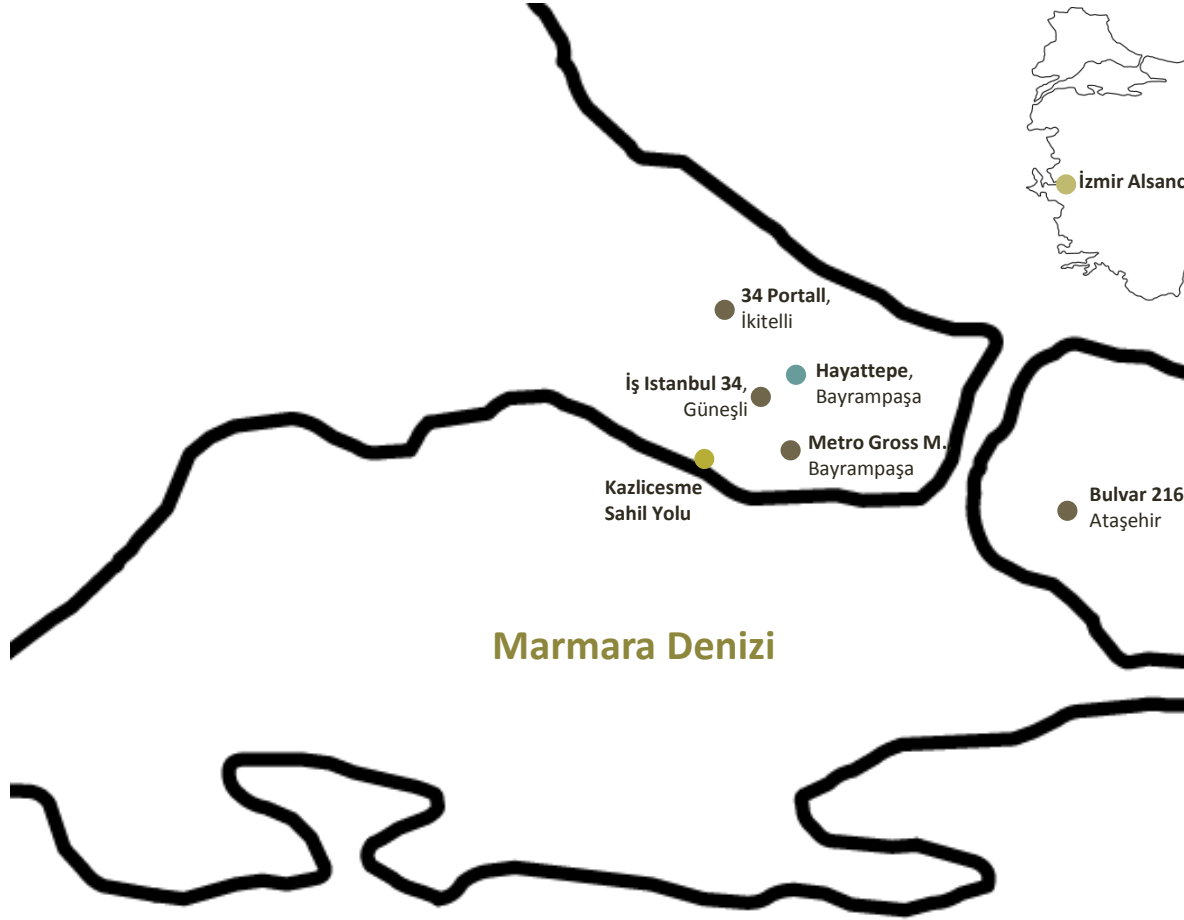 İzmir Alsanc
34 Portall,
İkitelli
Hayattepe,
Bayrampaşa
İş Istanbul 34,
Güneşli
Metro Gross M.
Bayrampaşa
Kazlicesme
Sahil Yolu
Bulvar 216
Ataşehir
Marmara Denizi